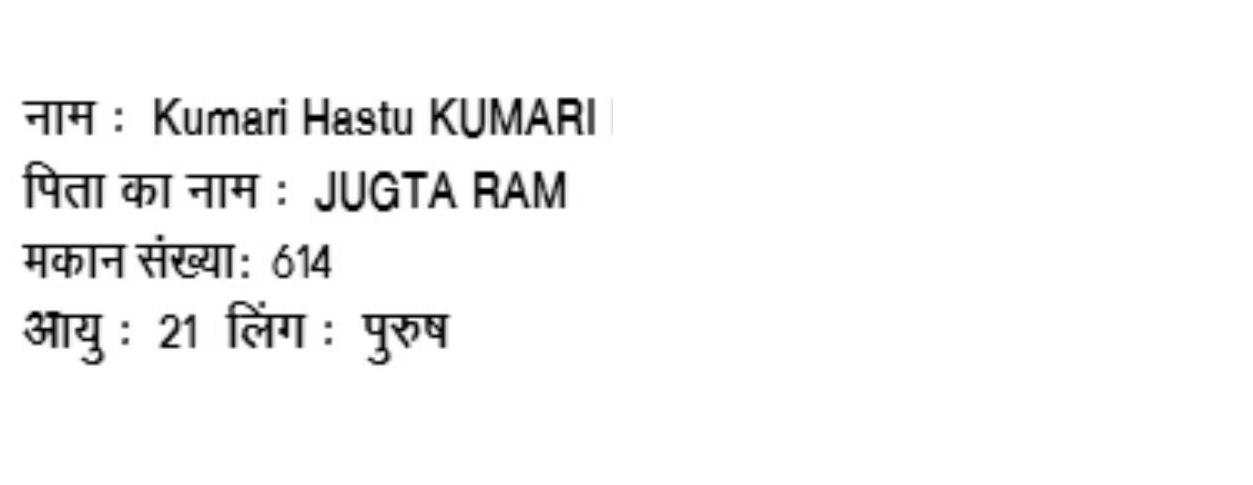 नाम : Kumari Hastu KUMARI
पिता का नाम : JUGTA RAM
मकान संख्या: 614
आयु : 21 लिंग : पुरुष